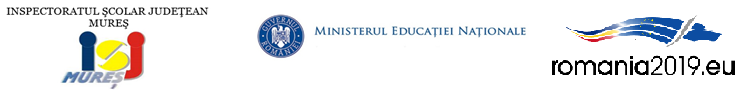 INSPECTORATUL ŞCOLAR JUDEŢEAN
MUREŞ
ISJ
MUREŞ
GUVERNUL ROMÂNIEI
MINISTERUL EDUCAȚIEI NAȚIONALE
romania2019.eu